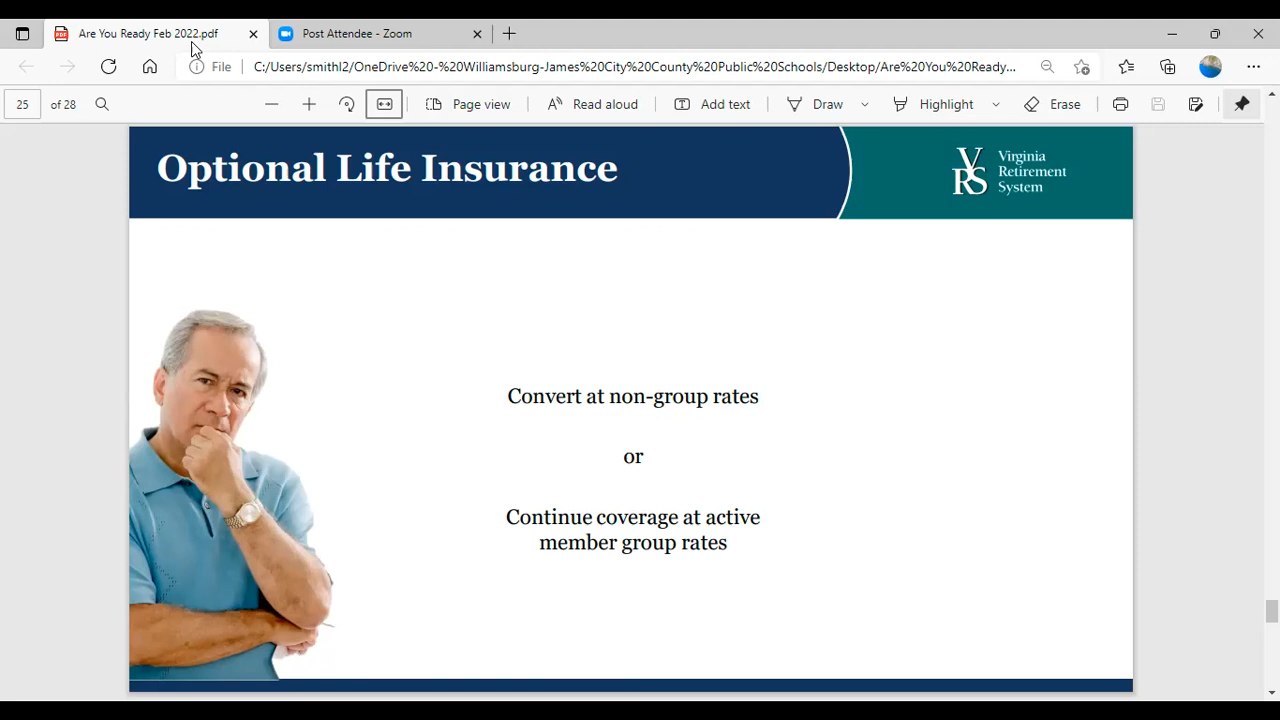 Are You Ready Feb 2022.pdf
Post Attendee - Zoom
File
C:/Users/smithl2/OneDrive%20-%20Williamsburg-James%20City%20County%20Public%20Schools/Desktop/Are%20You%20Ready...
25 of 28
Page view
Read aloud
Add text
Draw
Highlight
Erase
Optional Life Insurance
VRS
Virginia
Retirement
System
Convert at non-group rates
or
Continue coverage at active
member group rates